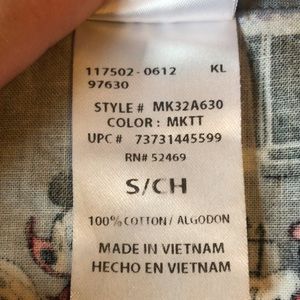 117502-0612 KL
97630
STYLE # MK32A630
COLOR : MKTT
UPC # 73731445599
RN# 52469
S/CH
100% COTTON / ALGODON
MADE IN VIETNAM
HECHO EN VIETNAM